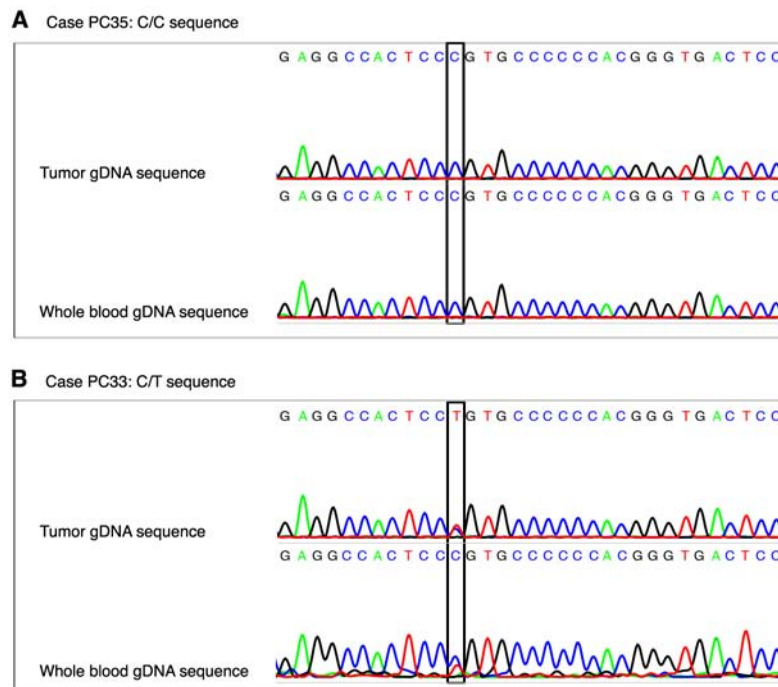 A Case PC35: C/C sequence
G A G G C C A C T C C C G T G C C C C C C A C G G G T G A C T C C
Tumor gDNA sequence
G A G G C C A C T C C C G T G C C C C C C A C G G G T G A C T C C
Whole blood gDNA sequence
B Case PC33: C/T sequence
G A G G C C A C T C C T G T G C C C C C C A C G G G T G A C T C C
Tumor gDNA sequence
G A G G C C A C T C C C G T G C C C C C C A C G G G T G A C T C C
Whole blood gDNA sequence